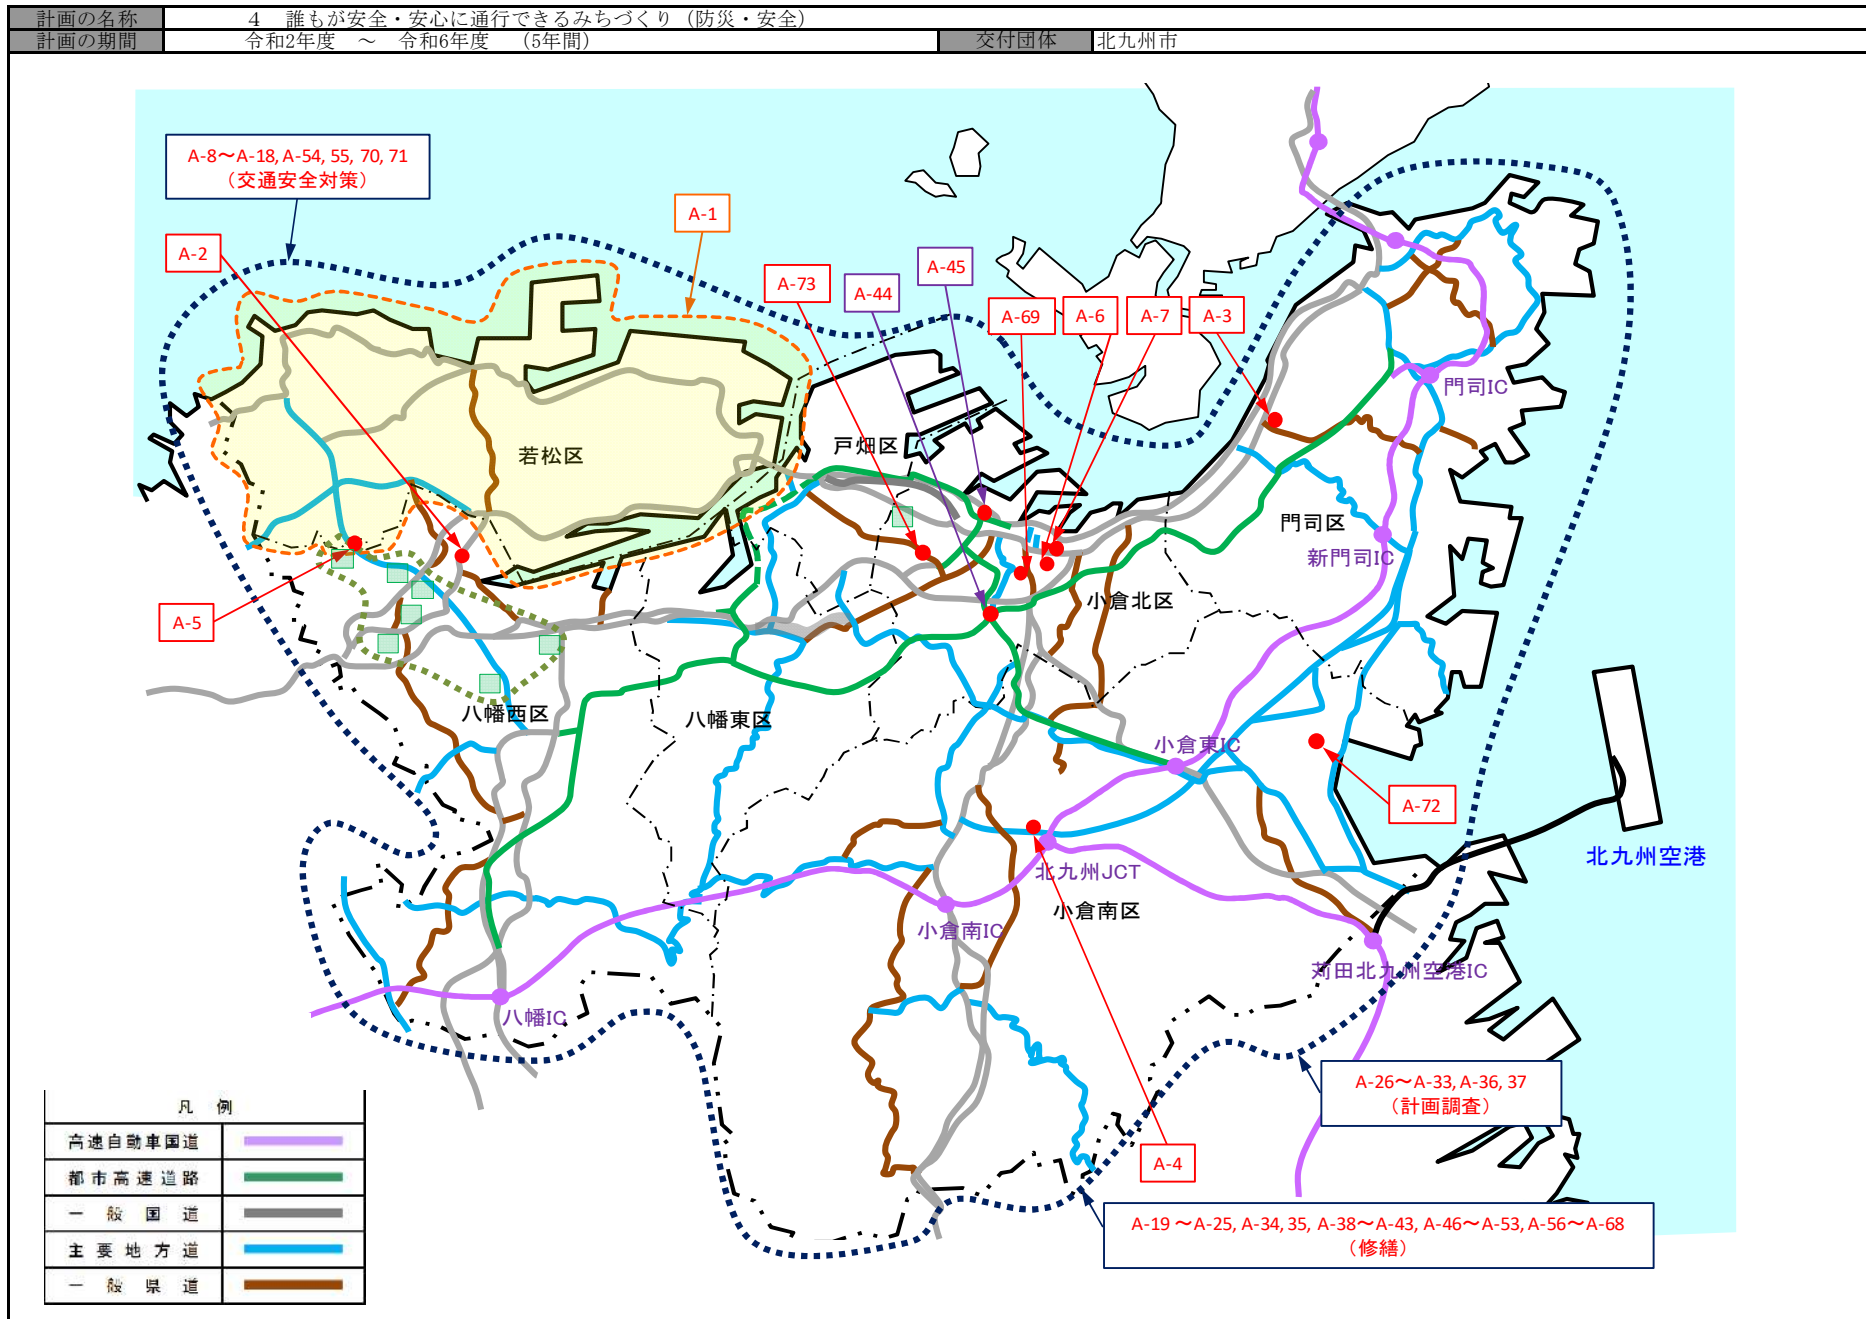 計画の名称 4 誰もが安全・安心に通行できるみちづくり（防災・安全）
計画の期間 令和2年度 ～ 令和6年度 （5年間） 交付団体 北九州市
A-8～A-18, A-54, 55, 70, 71
（交通安全対策）
A-1
A-2
A-73
A-44
A-45
A-69
A-6
A-7
A-3
門司IC
若松区
戸畑区
門司区
新門司IC
小倉北区
A-5
八幡西区
八幡東区
小倉東IC
A-72
北九州空港
北九州JCT
小倉南区
小倉南IC
苅田北九州空港IC
八幡IC
A-26～A-33, A-36, 37
（計画調査）
A-4
A-19 ～A-25, A-34, 35, A-38～A-43, A-46～A-53, A-56～A-68
（修繕）
凡 例
高速自動車国道
都市高速道路
一般国道
主要地方道
一般県道